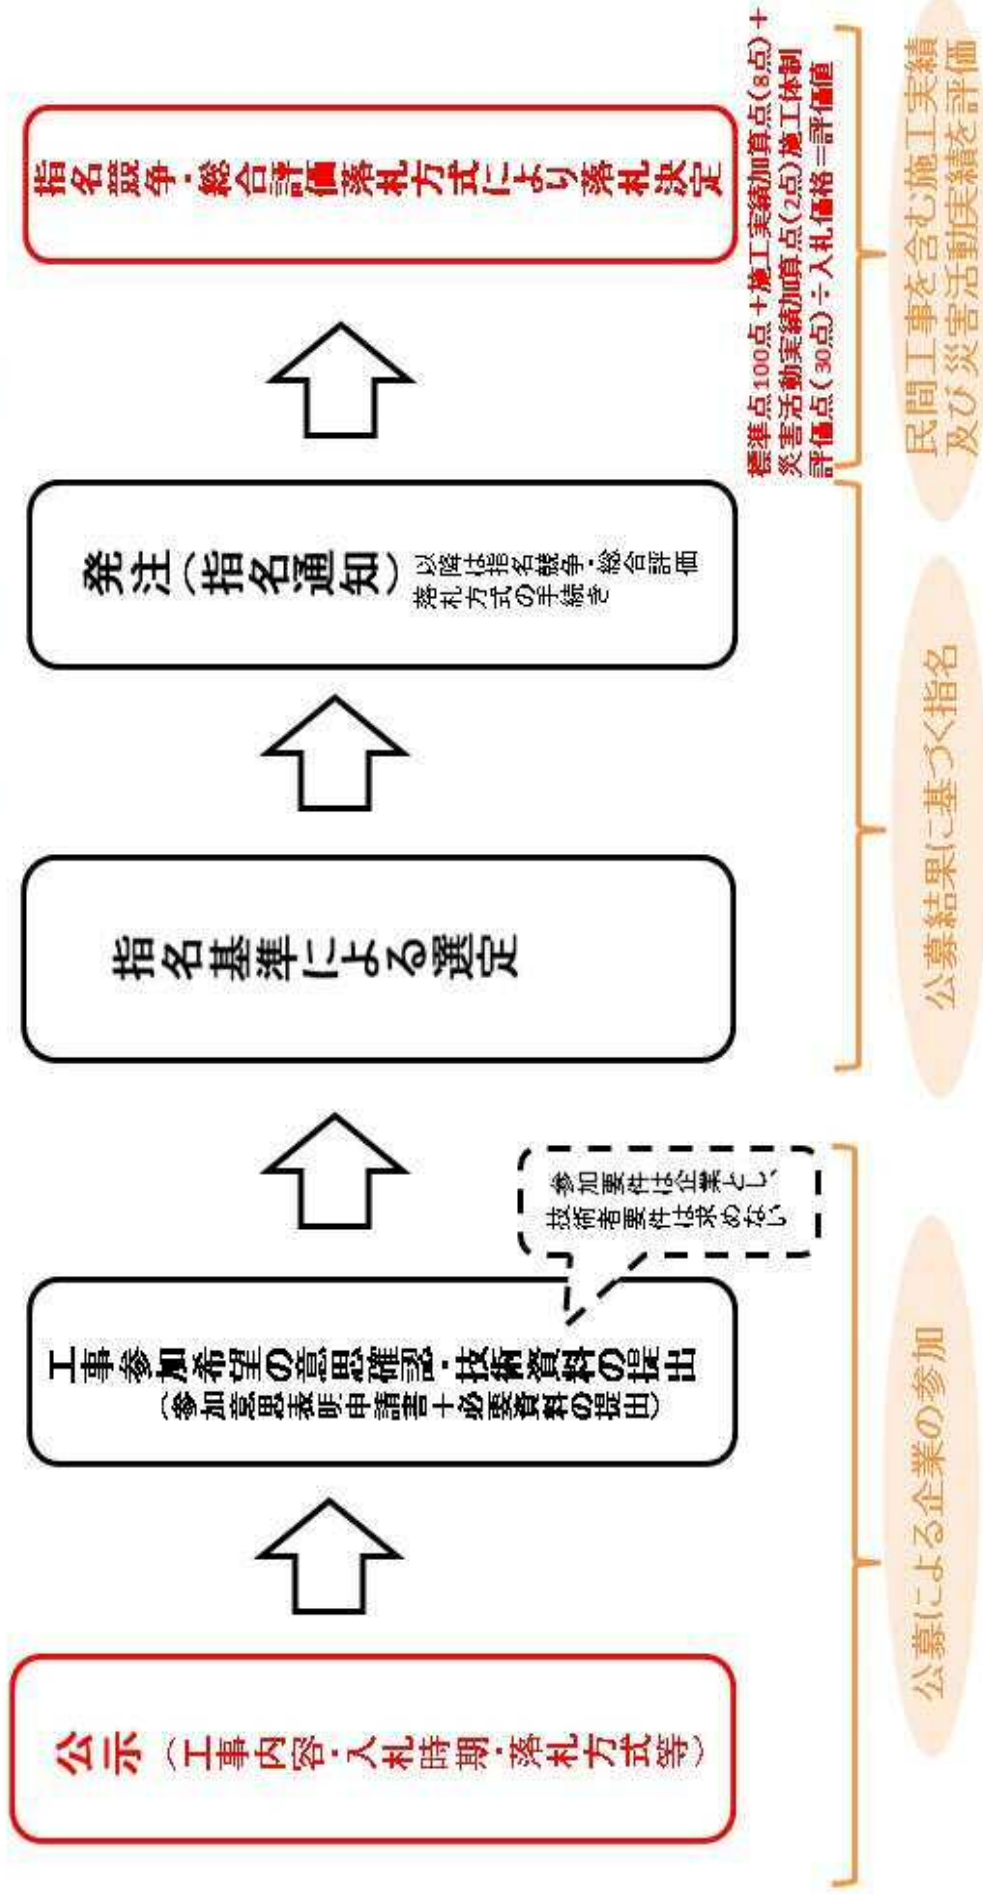 公示（工事内容・入札時期・落札方式等）
工事参加希望の意思確認・技術資料の提出
（参加意思表明申請書＋必要資料の提出）
参加要件は企業とし、
技術者要件は求めない
指名基準による選定
発注（指名通知）以降は指名競争・総合評価
落札方式の手続き
指名競争・総合評価落札方式により落札決定
標準点100点＋施工実績加算点(8点)＋
災害活動実績加算点(2点)施工体制
評価点(30点)÷入札価格＝評価値
公募による企業の参加
公募結果に基づく指名
民間工事を含む施工実績
及び災害活動実績を評価